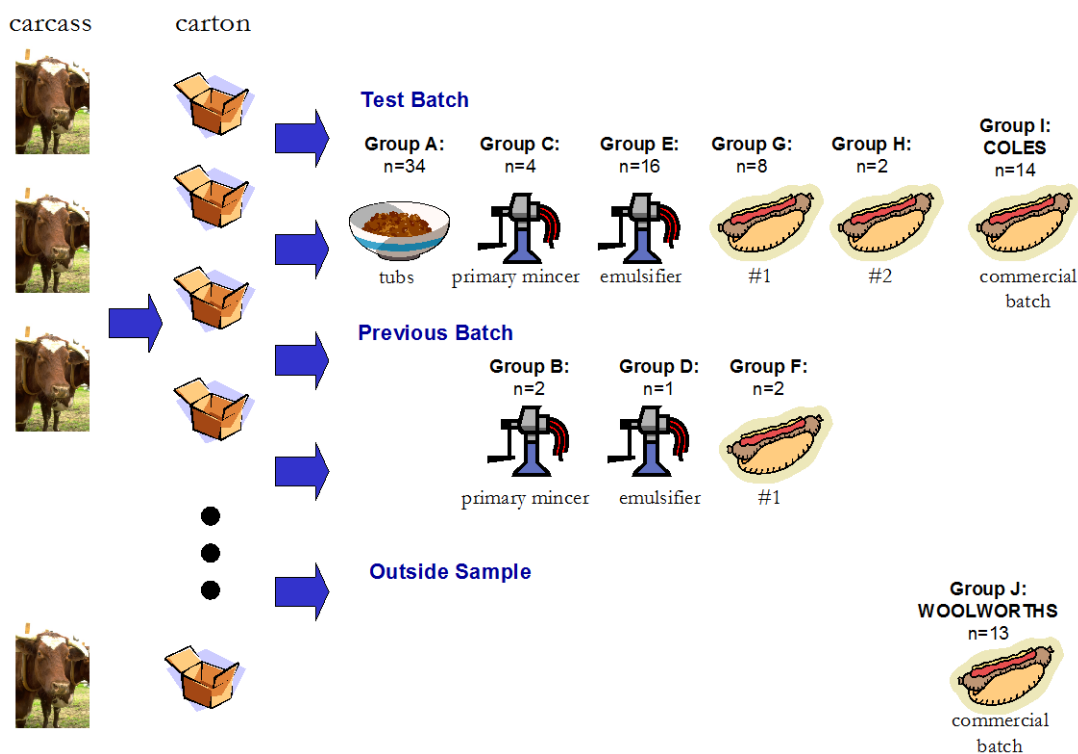 carcass
carton
Test Batch
Group A:
n=34
Group C:
n=4
Group E:
n=16
Group G:
n=8
Group H:
n=2
Group I:
COLES
n=14
tubs
primary mincer
emulsifier
#1
#2
commercial
batch
Previous Batch
Group B:
n=2
Group D:
n=1
Group F:
n=2
primary mincer
emulsifier
#1
Outside Sample
Group J:
WOOLWORTHS
n=13
commercial
batch